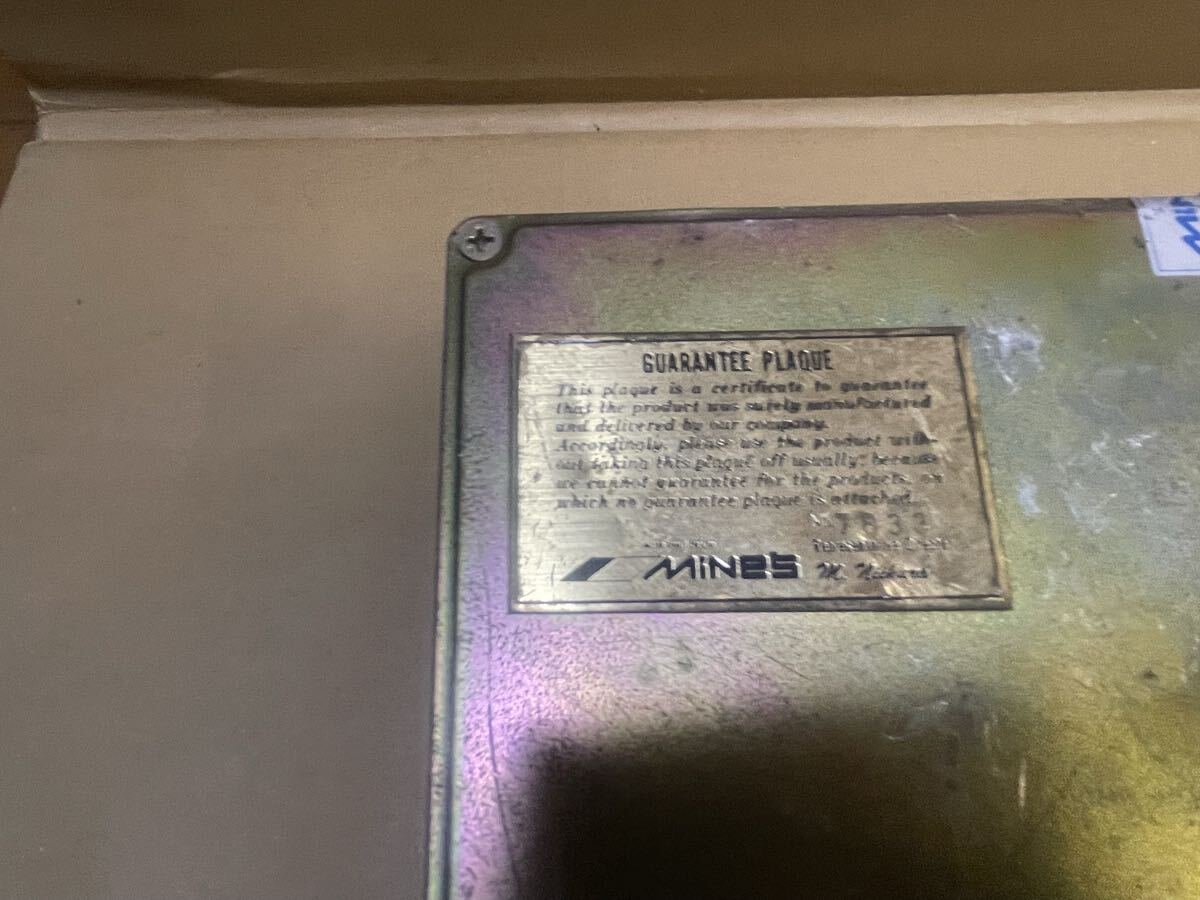 GUARANTEE PLAQUE
This plaque is a certificate to guarantee
that the product was surely manufactured
and delivered by our company.
Accordingly, please use the product with-
out taking this plaque off usually, because
we cannot guarantee for the products, on
which no guarantee plaque is attached.
MINE'S M.